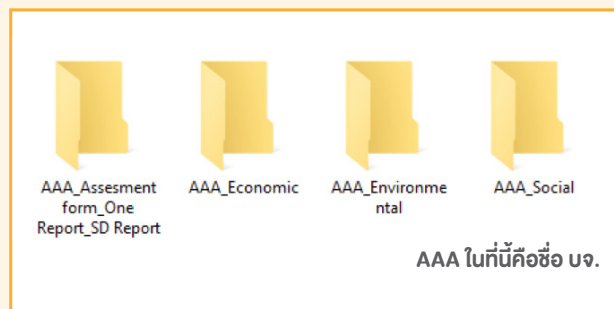 AAA_Assesment
form_One
Report_SD Report
AAA_Economic
AAA_Environme
ntal
AAA_Social
AAA ในที่นี้คือชื่อ บจ.